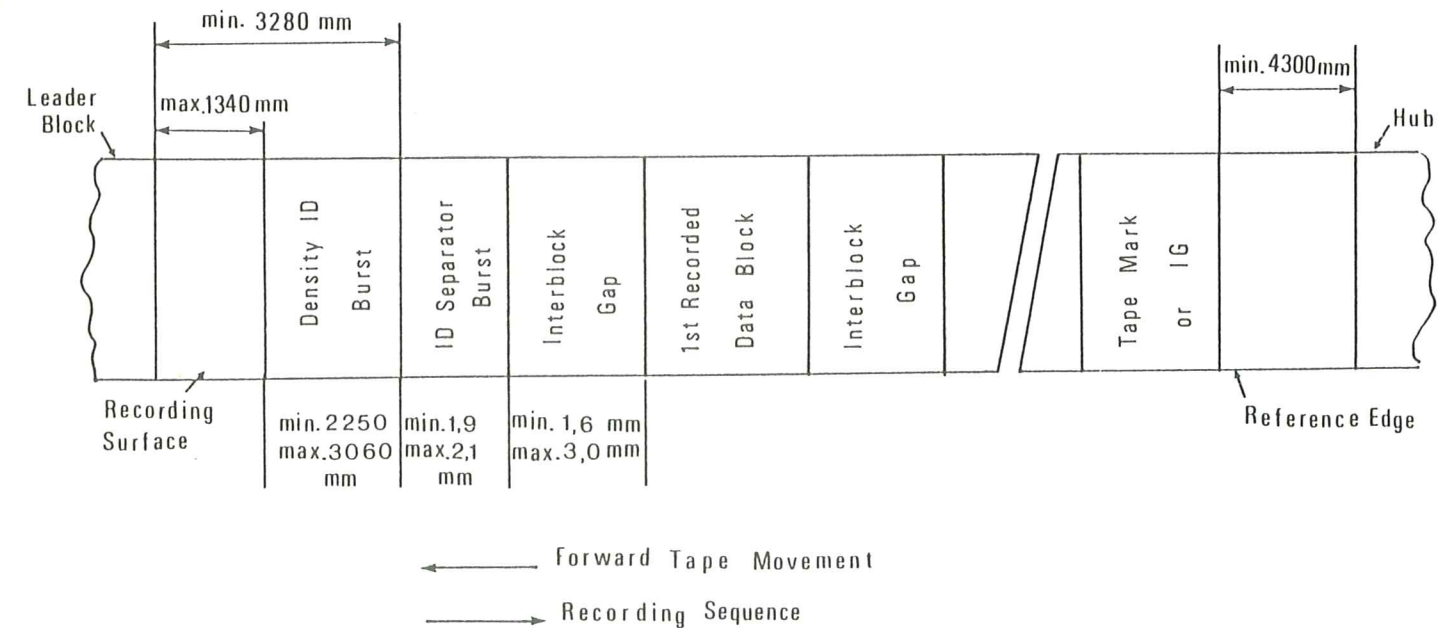 min. 3280 mm
min. 4300mm
Leader
Block
max.1340 mm
Hub
Density ID
Burst
ID Separator
Burst
Interblock
Gap
1st Recorded
Data Block
Interblock
Gap
Tape Mark
or IG
Recording
Surface
min. 2250
max.3060
mm
min.1,9
max.2,1
mm
min. 1,6 mm
max.3,0 mm
Reference Edge
Forward Tape Movement
Recording Sequence